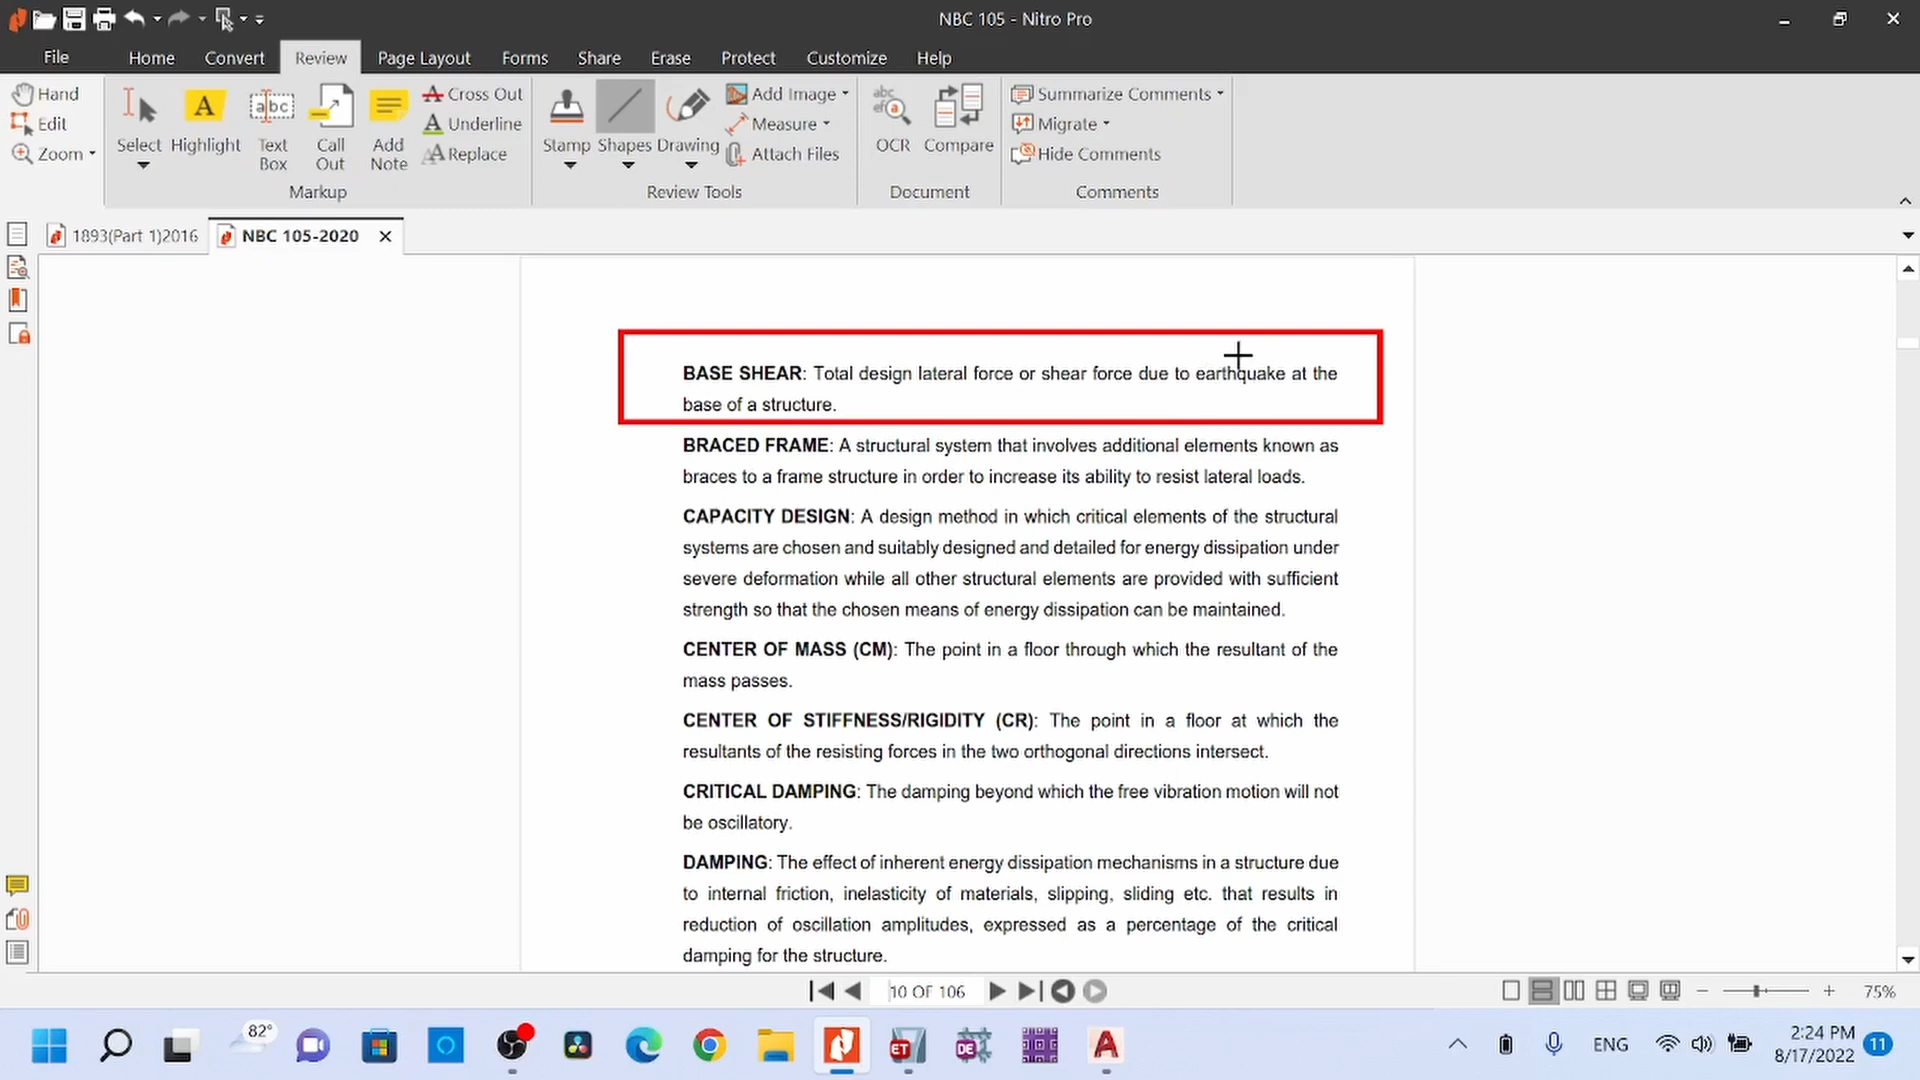 NBC 105 - Nitro Pro
File Home Convert Review Page Layout Forms Share Erase Protect Customize Help
Hand
Edit
Zoom
Select
Highlight
Text Box
Call Out
Add Note
Cross Out
Underline
Replace
Markup
Stamp
Shapes
Drawing
Add Image
Measure
Attach Files
Review Tools
OCR
Compare
Document
Summarize Comments
Migrate
Hide Comments
Comments
1893(Part 1)2016
NBC 105-2020
BASE SHEAR: Total design lateral force or shear force due to earthquake at the
base of a structure.
BRACED FRAME: A structural system that involves additional elements known as
braces to a frame structure in order to increase its ability to resist lateral loads.
CAPACITY DESIGN: A design method in which critical elements of the structural
systems are chosen and suitably designed and detailed for energy dissipation under
severe deformation while all other structural elements are provided with sufficient
strength so that the chosen means of energy dissipation can be maintained.
CENTER OF MASS (CM): The point in a floor through which the resultant of the
mass passes.
CENTER OF STIFFNESS/RIGIDITY (CR): The point in a floor at which the
resultants of the resisting forces in the two orthogonal directions intersect.
CRITICAL DAMPING: The damping beyond which the free vibration motion will not
be oscillatory.
DAMPING: The effect of inherent energy dissipation mechanisms in a structure due
to internal friction, inelasticity of materials, slipping, sliding etc. that results in
reduction of oscillation amplitudes, expressed as a percentage of the critical
damping for the structure.
10 OF 106
75%
82°
ET
DE
ENG
2:24 PM
8/17/2022
11